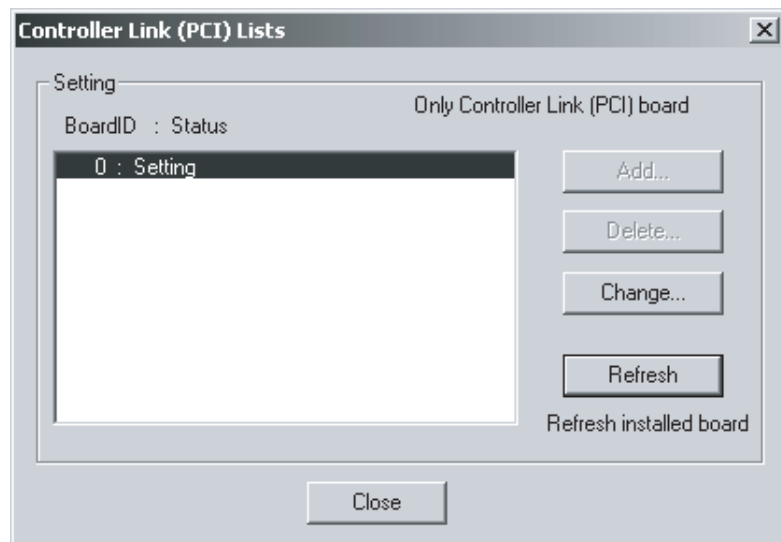 Controller Link (PCI) Lists
Setting
Only Controller Link (PCI) board
BoardID : Status
0 : Setting
Add...
Delete...
Change...
Refresh
Refresh installed board
Close